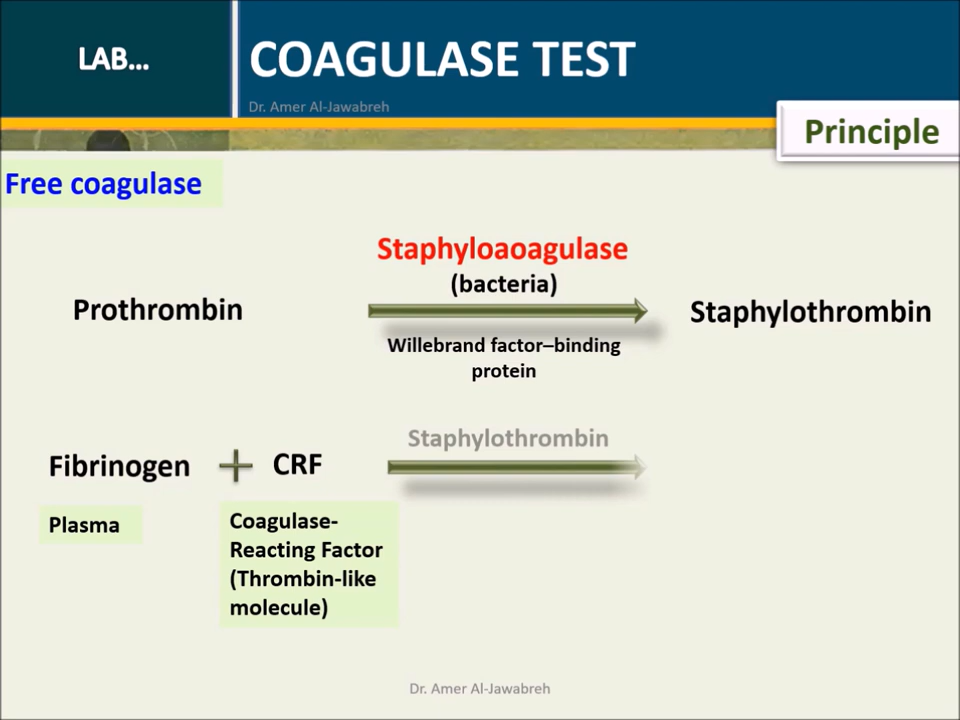 LAB...
COAGULASE TEST
Dr. Amer Al-Jawabreh
Principle
Free coagulase
Staphyloaoagulase
(bacteria)
Prothrombin
Staphylothrombin
Willebrand factor–binding
protein
Staphylothrombin
Fibrinogen + CRF
Plasma
Coagulase-
Reacting Factor
(Thrombin-like
molecule)
Dr. Amer Al-Jawabreh